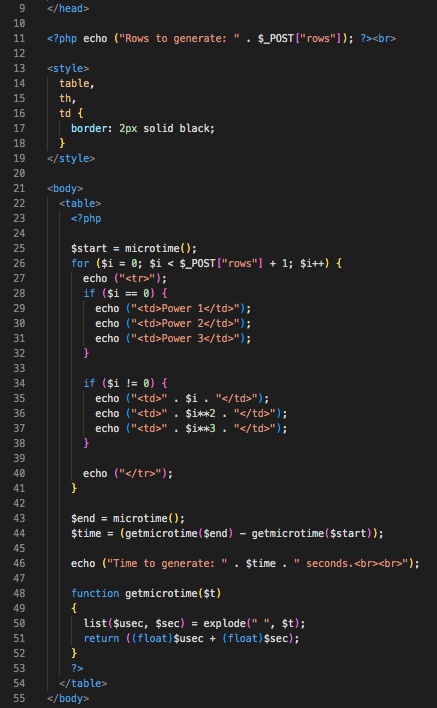 9 </head>
10
11 <?php echo ("Rows to generate: " . $_POST["rows"]); ?><br>
12
13 <style>
14   table,
15   th,
16   td {
17     border: 2px solid black;
18   }
19 </style>
20
21 <body>
22   <table>
23     <?php
24
25     $start = microtime();
26     for ($i = 0; $i < $_POST["rows"] + 1; $i++) {
27       echo ("<tr>");
28       if ($i == 0) {
29         echo ("<td>Power 1</td>");
30         echo ("<td>Power 2</td>");
31         echo ("<td>Power 3</td>");
32       }
33
34       if ($i != 0) {
35         echo ("<td>" . $i . "</td>");
36         echo ("<td>" . $i**2 . "</td>");
37         echo ("<td>" . $i**3 . "</td>");
38       }
39
40       echo ("</tr>");
41     }
42
43     $end = microtime();
44     $time = (getmicrotime($end) - getmicrotime($start));
45
46     echo ("Time to generate: " . $time . " seconds.<br><br>");
47
48     function getmicrotime($t)
49     {
50       list($usec, $sec) = explode(" ", $t);
51       return ((float)$usec + (float)$sec);
52     }
53     ?>
54   </table>
55 </body>